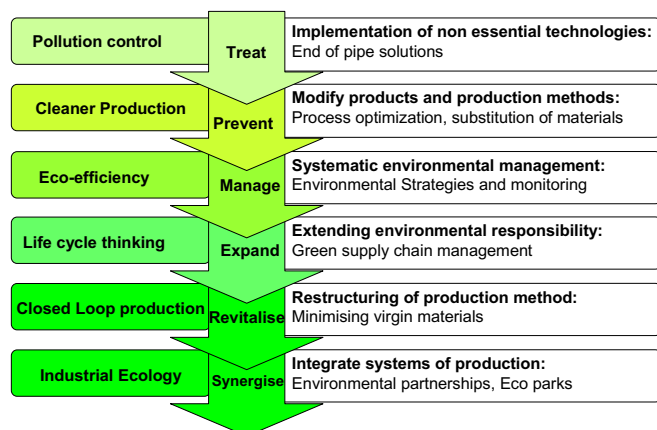 Pollution control
Treat
Implementation of non essential technologies:
End of pipe solutions
Cleaner Production
Prevent
Modify products and production methods:
Process optimization, substitution of materials
Eco-efficiency
Manage
Systematic environmental management:
Environmental Strategies and monitoring
Life cycle thinking
Expand
Extending environmental responsibility:
Green supply chain management
Closed Loop production
Revitalise
Restructuring of production method:
Minimising virgin materials
Industrial Ecology
Synergise
Integrate systems of production:
Environmental partnerships, Eco parks